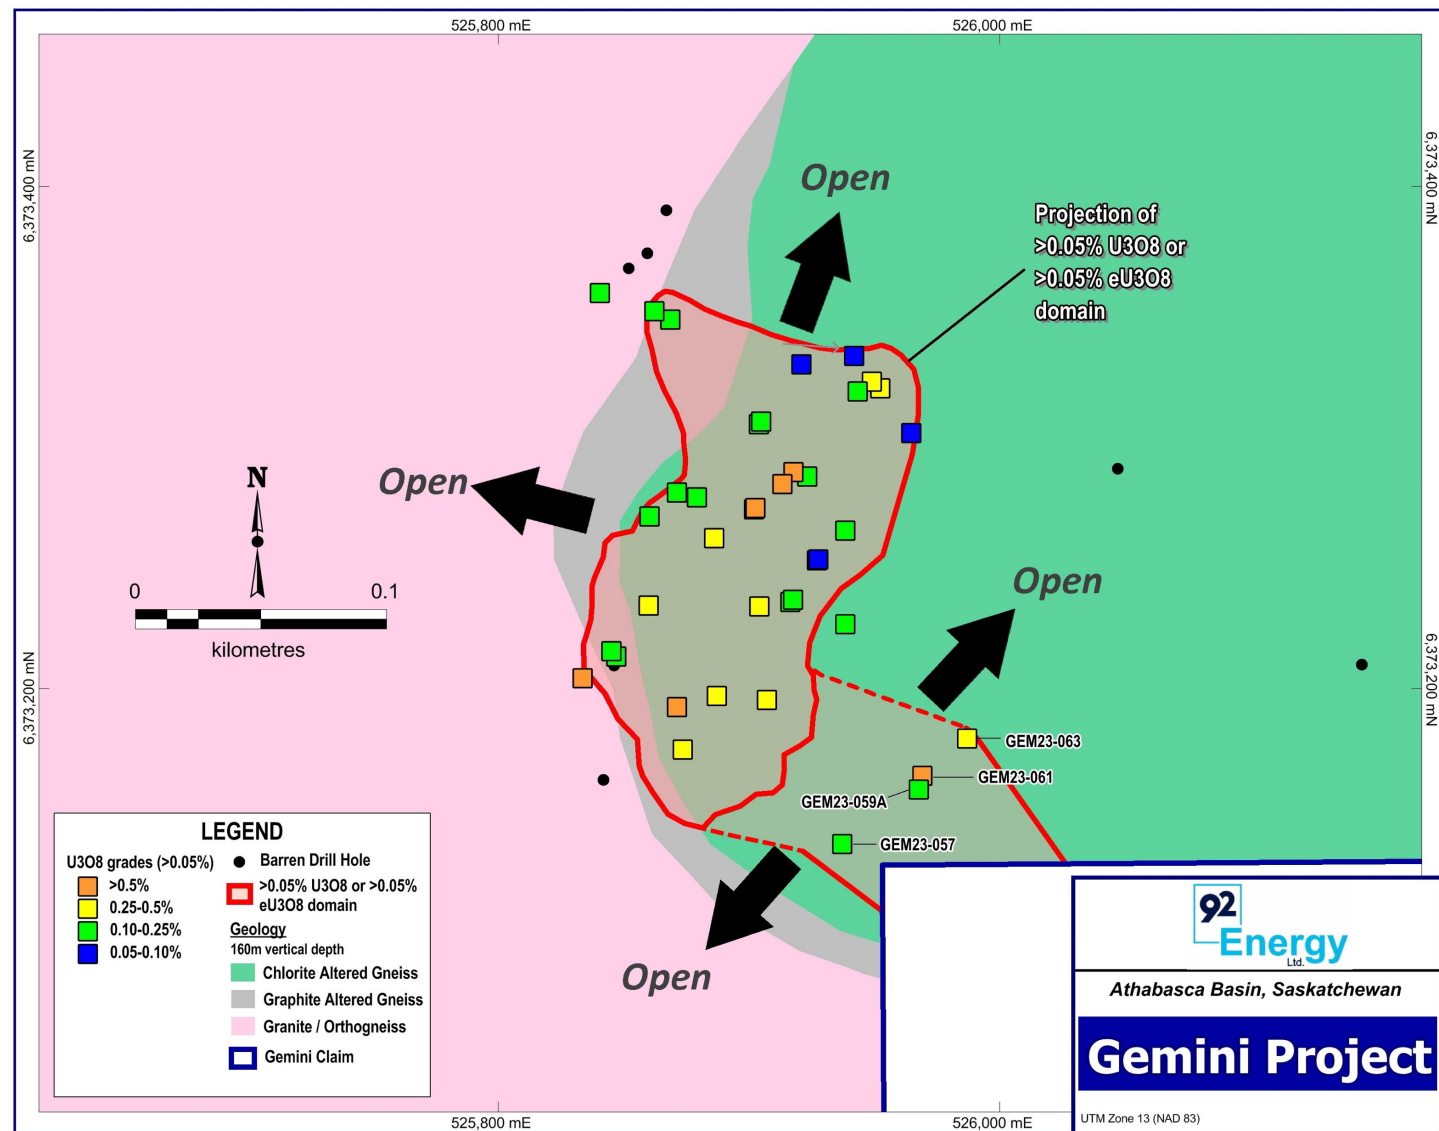 525,800 mE
526,000 mE
6,373,400 mN
6,373,400 mN
Open
Projection of
>0.05% U3O8 or
>0.05% eU3O8
domain
N
Open
0
0.1
kilometres
Open
6,373,200 mN
6,373,200 mN
GEM23-063
GEM23-061
GEM23-059A
GEM23-057
Open
LEGEND
U3O8 grades (>0.05%)
>0.5%
0.25-0.5%
0.10-0.25%
0.05-0.10%
Barren Drill Hole
>0.05% U3O8 or >0.05%
eU3O8 domain
Geology
160m vertical depth
Chlorite Altered Gneiss
Graphite Altered Gneiss
Granite / Orthogneiss
Gemini Claim
92
Energy
Ltd.
Athabasca Basin, Saskatchewan
Gemini Project
UTM Zone 13 (NAD 83)
525,800 mE
526,000 mE